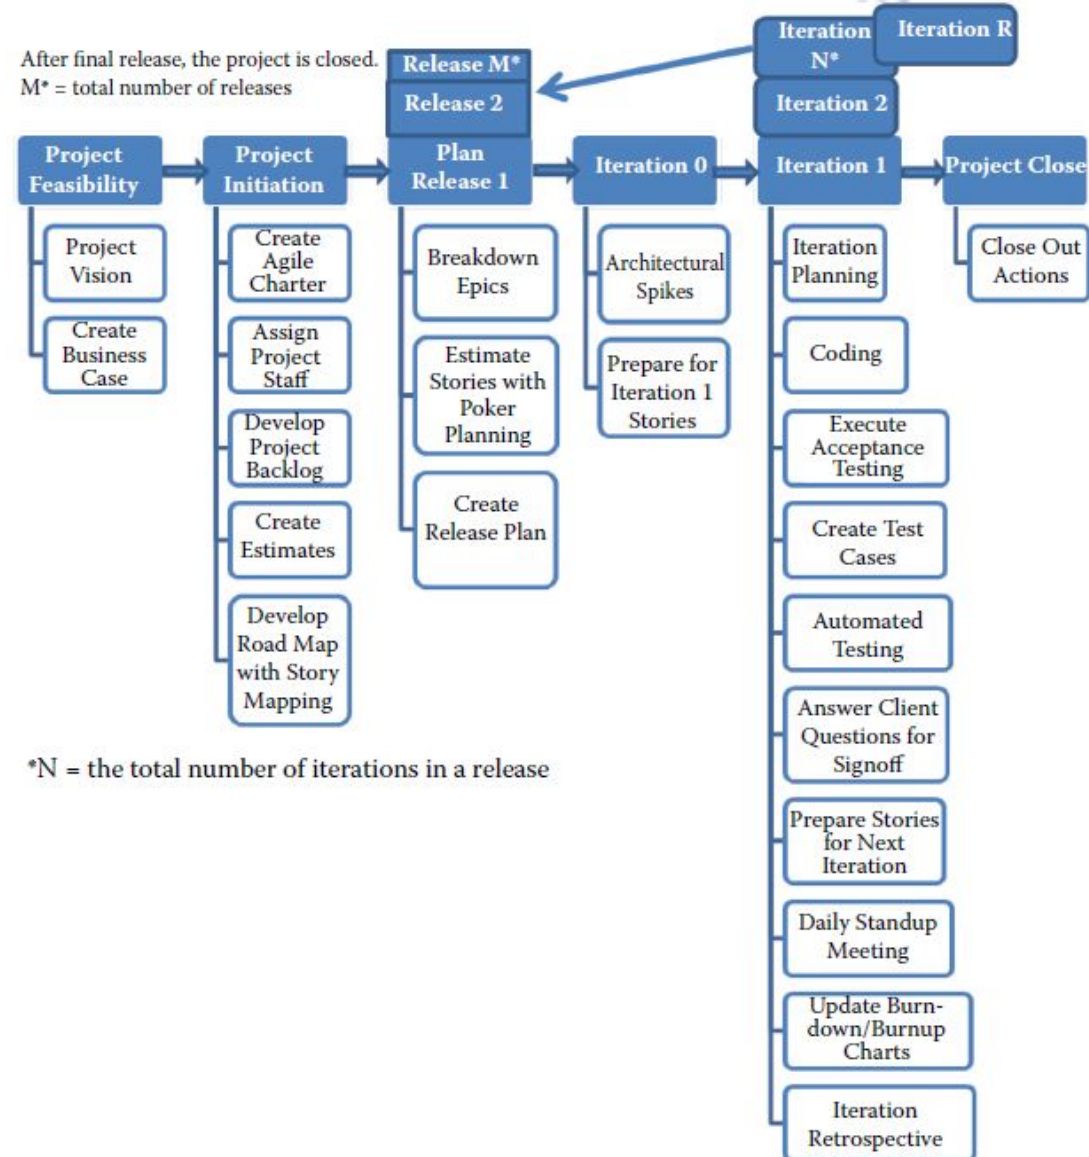 After final release, the project is closed.
M* = total number of releases
Release M*
Release 2
Iteration
N*
Iteration R
Iteration 2
Project
Feasibility
Project
Initiation
Plan
Release 1
Iteration 0
Iteration 1
Project Close
Project
Vision
Create
Business
Case
Create
Agile
Charter
Assign
Project
Staff
Develop
Project
Backlog
Create
Estimates
Develop
Road Map
with Story
Mapping
Breakdown
Epics
Estimate
Stories with
Poker
Planning
Create
Release Plan
Architectural
Spikes
Prepare for
Iteration 1
Stories
Iteration
Planning
Coding
Execute
Acceptance
Testing
Create Test
Cases
Automated
Testing
Answer Client
Questions for
Signoff
Prepare Stories
for Next
Iteration
Daily Standup
Meeting
Update Burn-
down/Burnup
Charts
Iteration
Retrospective
Close Out
Actions
*N = the total number of iterations in a release